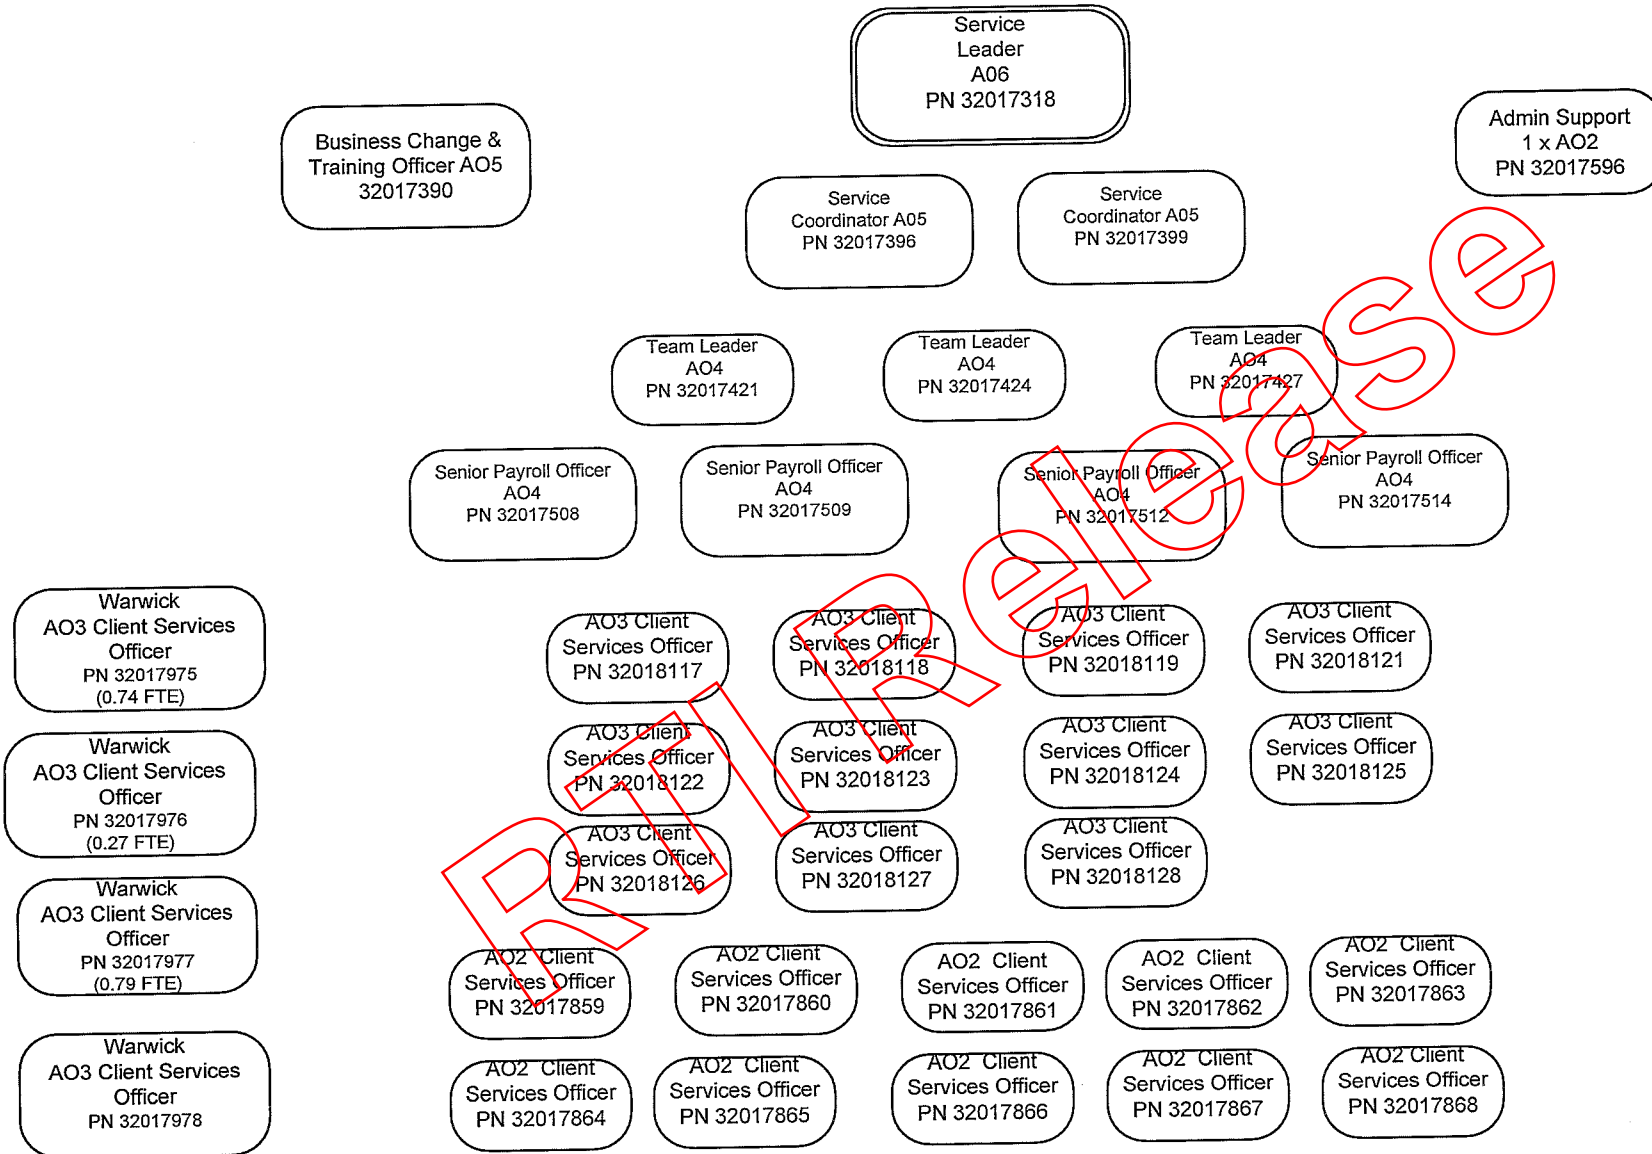 Service
Leader
A06
PN 32017318
Business Change &
Training Officer AO5
32017390
Admin Support
1 x AO2
PN 32017596
Service
Coordinator A05
PN 32017396
Service
Coordinator A05
PN 32017399
Team Leader
AO4
PN 32017421
Team Leader
AO4
PN 32017424
Team Leader
AO4
PN 32017427
Senior Payroll Officer
AO4
PN 32017508
Senior Payroll Officer
AO4
PN 32017509
Senior Payroll Officer
AO4
PN 32017512
Senior Payroll Officer
AO4
PN 32017514
Warwick
AO3 Client Services
Officer
PN 32017975
(0.74 FTE)
AO3 Client
Services Officer
PN 32018117
AO3 Client
Services Officer
PN 32018118
AO3 Client
Services Officer
PN 32018119
AO3 Client
Services Officer
PN 32018121
Warwick
AO3 Client Services
Officer
PN 32017976
(0.27 FTE)
AO3 Client
Services Officer
PN 32018122
AO3 Client
Services Officer
PN 32018123
AO3 Client
Services Officer
PN 32018124
AO3 Client
Services Officer
PN 32018125
AO3 Client
Services Officer
PN 32018126
AO3 Client
Services Officer
PN 32018127
AO3 Client
Services Officer
PN 32018128
Warwick
AO3 Client Services
Officer
PN 32017977
(0.79 FTE)
AO2 Client
Services Officer
PN 32017859
AO2 Client
Services Officer
PN 32017860
AO2 Client
Services Officer
PN 32017861
AO2 Client
Services Officer
PN 32017862
AO2 Client
Services Officer
PN 32017863
Warwick
AO3 Client Services
Officer
PN 32017978
AO2 Client
Services Officer
PN 32017864
AO2 Client
Services Officer
PN 32017865
AO2 Client
Services Officer
PN 32017866
AO2 Client
Services Officer
PN 32017867
AO2 Client
Services Officer
PN 32017868
RTI Release